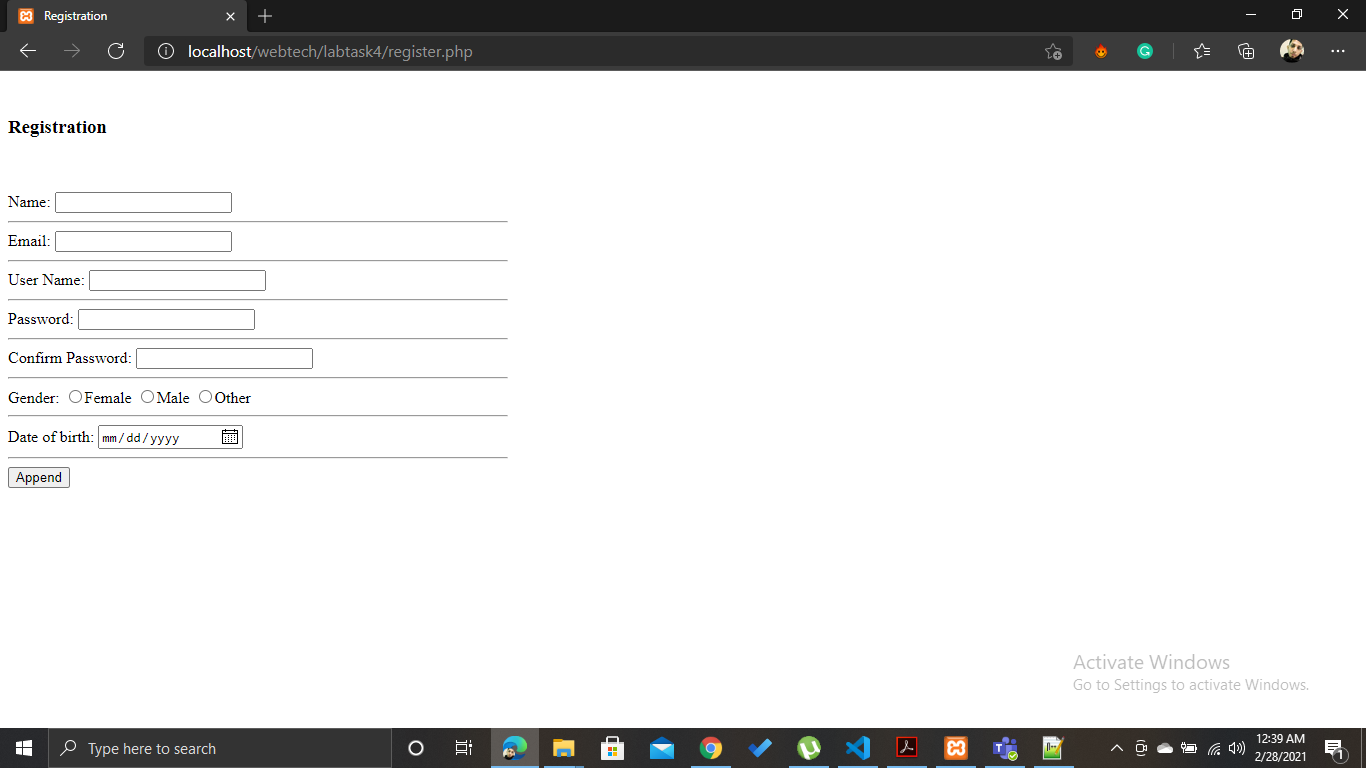 Registration
localhost/webtech/labtask4/register.php
Registration
Name:
Email:
User Name:
Password:
Confirm Password:
Gender: Female Male Other
Date of birth: mm/dd/yyyy
Append
Activate Windows
Go to Settings to activate Windows.
Type here to search
12:39 AM
2/28/2021
1